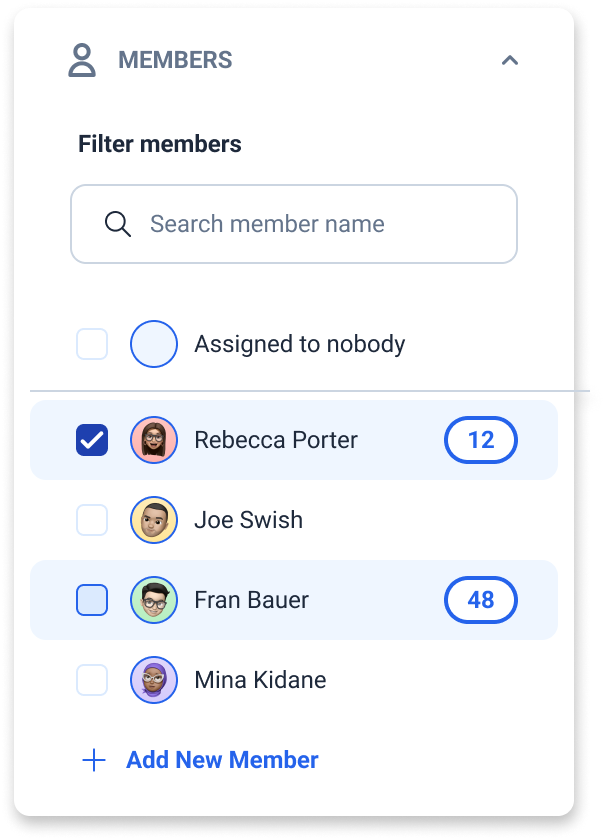 MEMBERS
Filter members
Search member name
Assigned to nobody
Rebecca Porter 12
Joe Swish
Fran Bauer 48
Mina Kidane
Add New Member